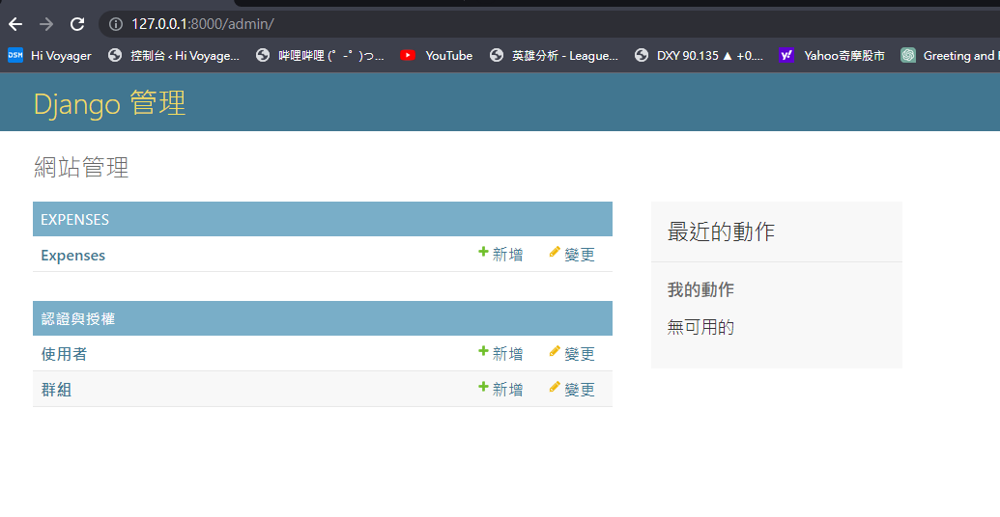 127.0.0.1:8000/admin/
Hi Voyager 控制台 ‹ Hi Voyage... 哔哩哔哩 (゜-゜)つ... YouTube 英雄分析 - League... DXY 90.135 ▲ +0.... Yahoo奇摩股市 Greeting and
Django 管理
網站管理
EXPENSES
Expenses 新增 變更
認證與授權
使用者 新增 變更
群組 新增 變更
最近的動作
我的動作
無可用的